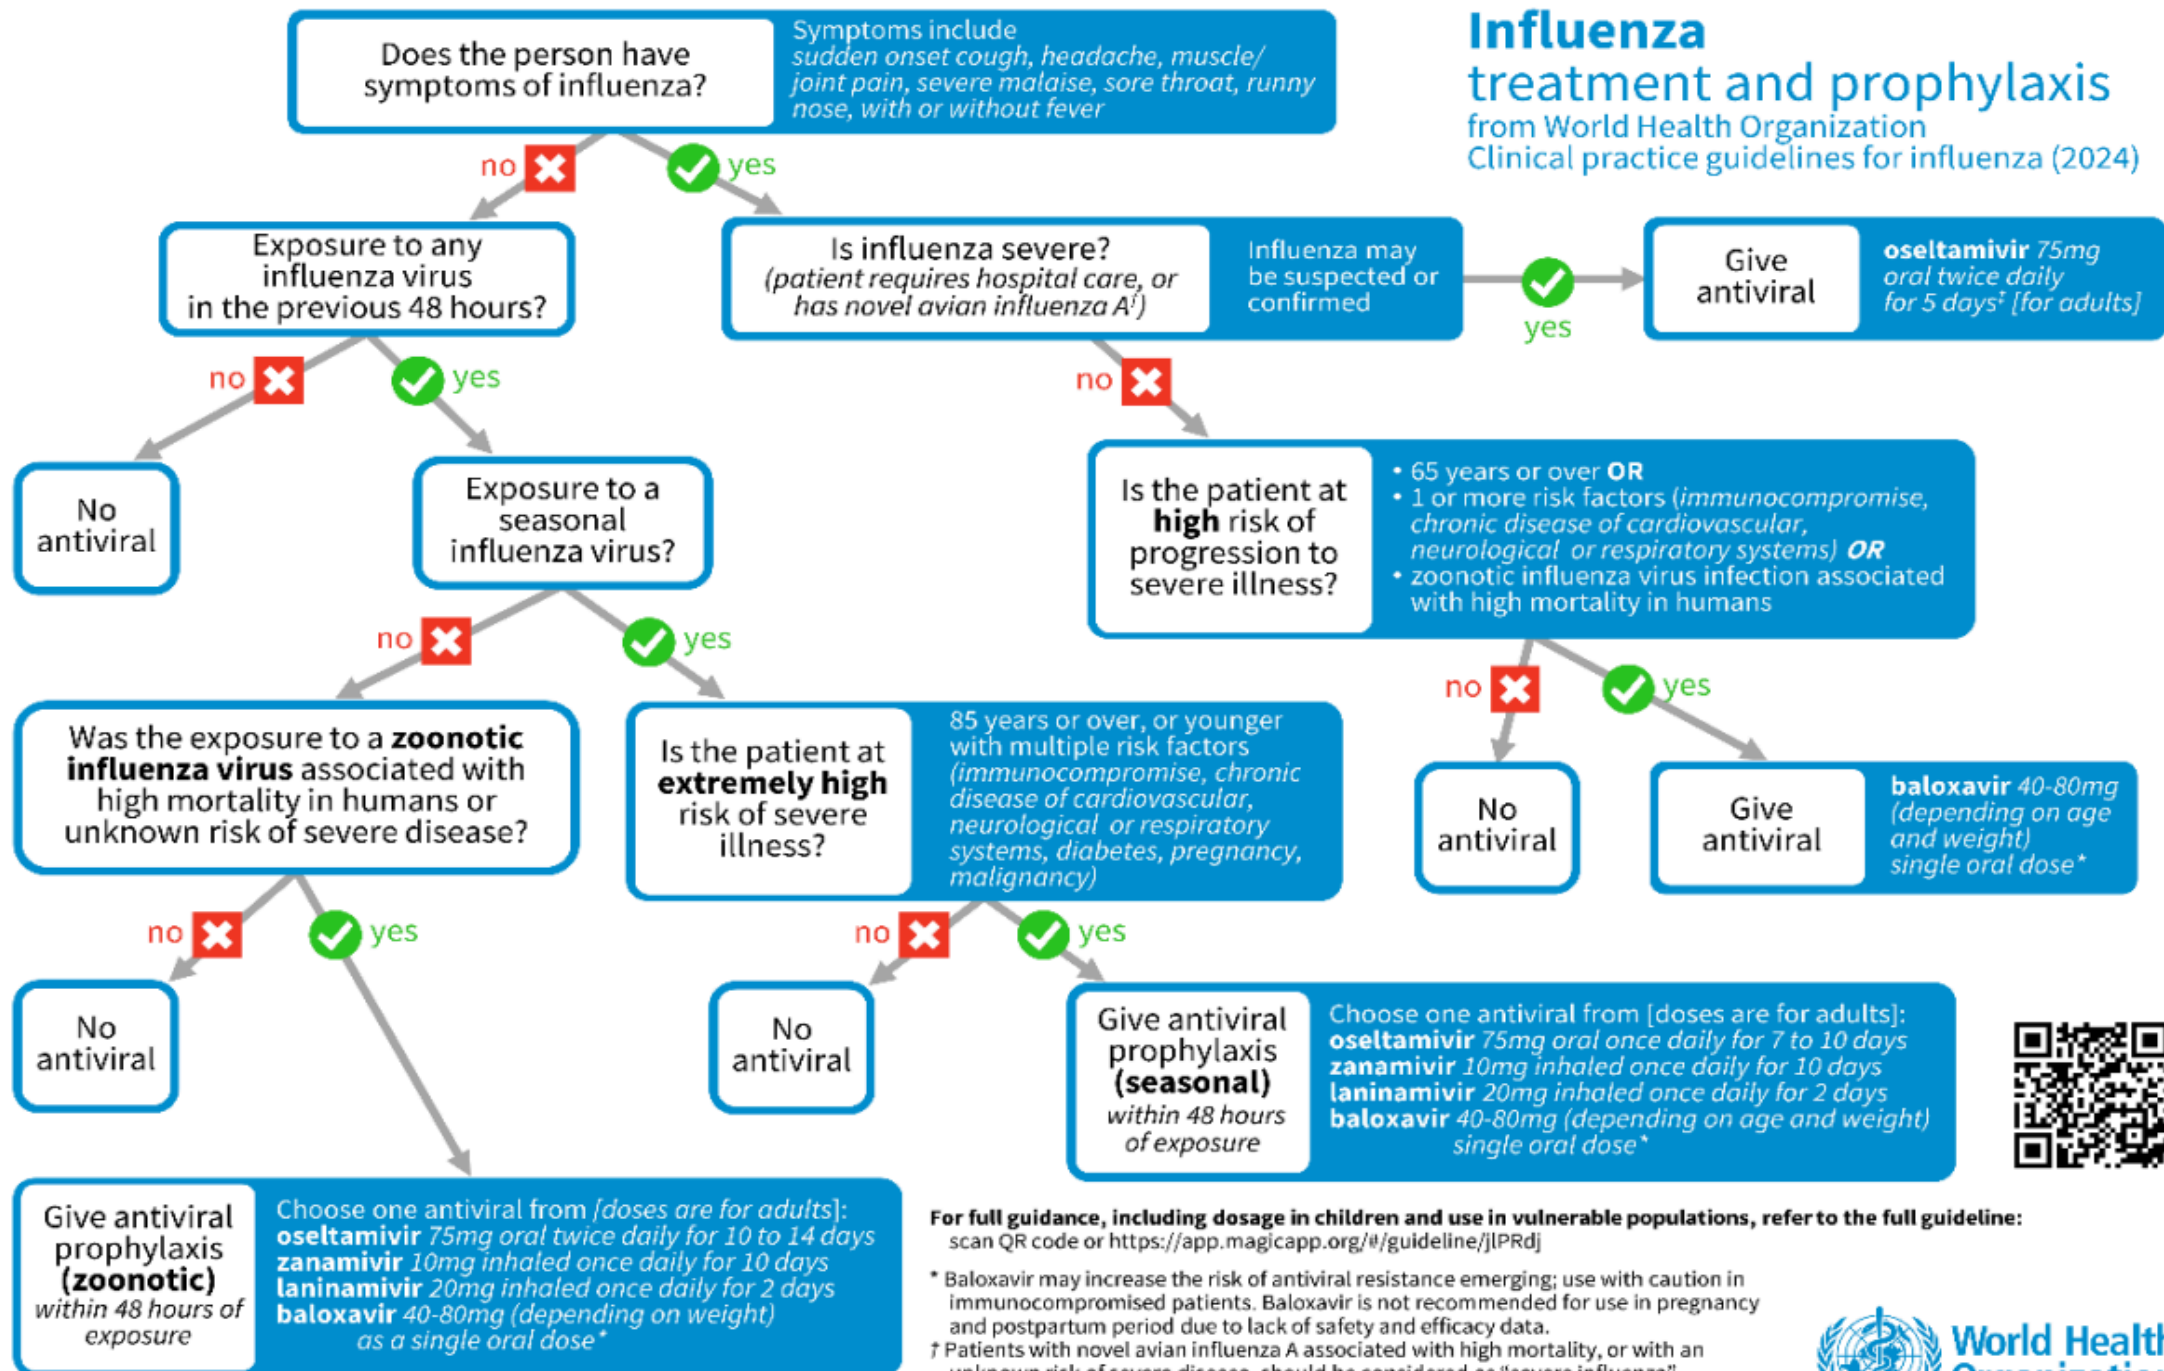 Influenza
treatment and prophylaxis
from World Health Organization
Clinical practice guidelines for influenza (2024)
Does the person have
symptoms of influenza?
Symptoms include
sudden onset cough, headache, muscle/
joint pain, severe malaise, sore throat, runny
nose, with or without fever
no
yes
Exposure to any
influenza virus
in the previous 48 hours?
Is influenza severe?
(patient requires hospital care, or
has novel avian influenza A†)
Influenza may
be suspected or
confirmed
yes
Give
antiviral
oseltamivir 75mg
oral twice daily
for 5 days‡ [for adults]
no
yes
no
No
antiviral
Exposure to a
seasonal
influenza virus?
Is the patient at
high risk of
progression to
severe illness?
• 65 years or over OR
• 1 or more risk factors (immunocompromise,
chronic disease of cardiovascular,
neurological or respiratory systems) OR
• zoonotic influenza virus infection associated
with high mortality in humans
no
yes
no
yes
Was the exposure to a zoonotic
influenza virus associated with
high mortality in humans or
unknown risk of severe disease?
Is the patient at
extremely high
risk of severe
illness?
85 years or over, or younger
with multiple risk factors
(immunocompromise, chronic
disease of cardiovascular,
neurological or respiratory
systems, diabetes, pregnancy,
malignancy)
No
antiviral
Give
antiviral
baloxavir 40-80mg
(depending on age
and weight)
single oral dose*
no
yes
no
yes
No
antiviral
No
antiviral
Give antiviral
prophylaxis
(seasonal)
within 48 hours
of exposure
Choose one antiviral from [doses are for adults]:
oseltamivir 75mg oral once daily for 7 to 10 days
zanamivir 10mg inhaled once daily for 10 days
laninamivir 20mg inhaled once daily for 2 days
baloxavir 40-80mg (depending on age and weight)
single oral dose*
Give antiviral
prophylaxis
(zoonotic)
within 48 hours of
exposure
Choose one antiviral from [doses are for adults]:
oseltamivir 75mg oral twice daily for 10 to 14 days
zanamivir 10mg inhaled once daily for 10 days
laninamivir 20mg inhaled once daily for 2 days
baloxavir 40-80mg (depending on weight)
as a single oral dose*
For full guidance, including dosage in children and use in vulnerable populations, refer to the full guideline:
scan QR code or https://app.magicapp.org/#/guideline/jlPRdj
* Baloxavir may increase the risk of antiviral resistance emerging; use with caution in
immunocompromised patients. Baloxavir is not recommended for use in pregnancy
and postpartum period due to lack of safety and efficacy data.
† Patients with novel avian influenza A associated with high mortality, or with an
unknown risk of severe disease, should be considered as "severe influenza"
World Health
Organization